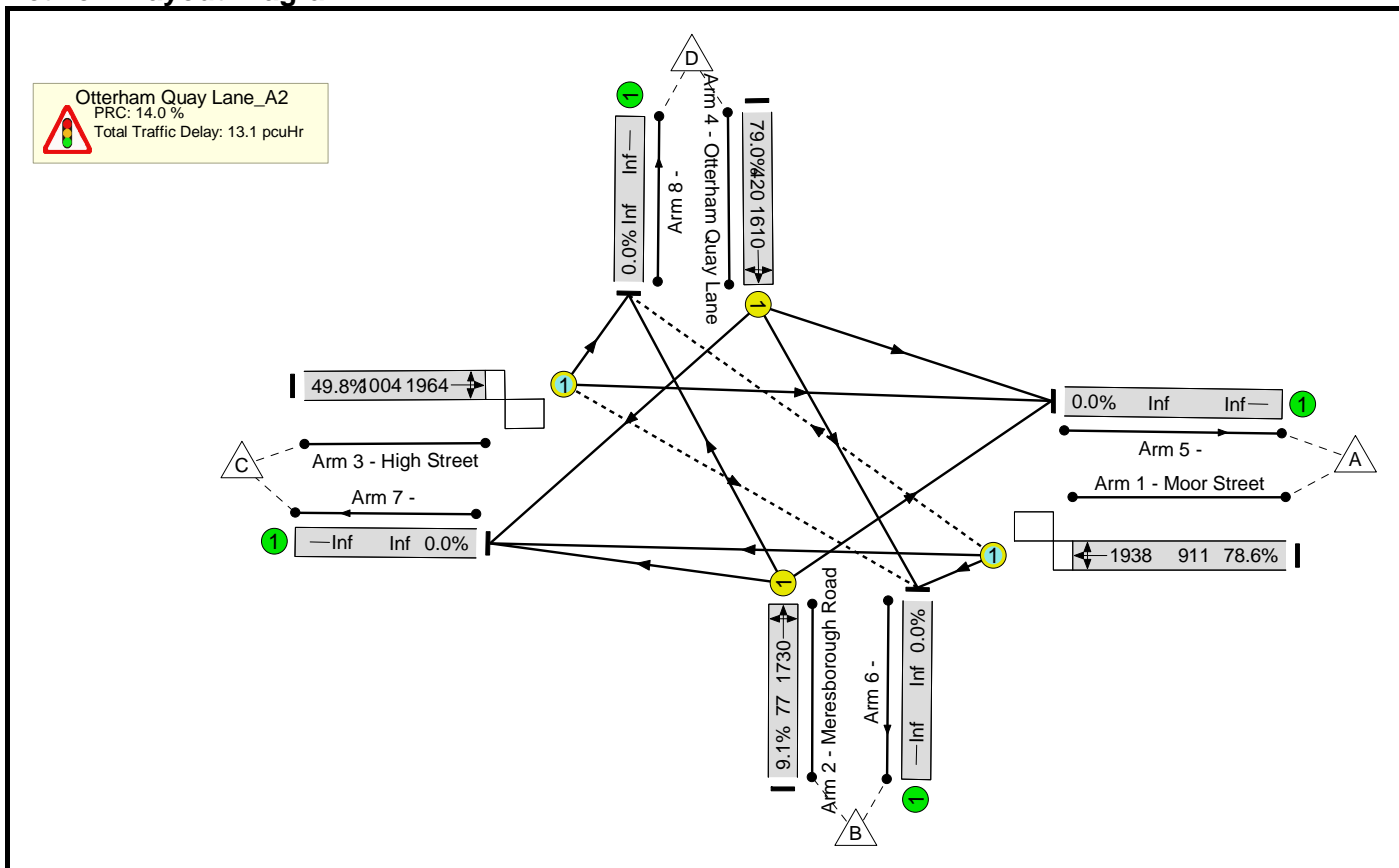 Otterham Quay Lane_A2
PRC: 14.0 %
Total Traffic Delay: 13.1 pcuHr
D
1
Arm 4 - Otterham Quay Lane
79.0% 420 1610
1
Arm 8 -
0.0% Inf Inf
49.8% 1004 1964
1
Arm 3 - High Street
C
Arm 7 -
1
Inf Inf 0.0%
0.0% Inf Inf
1
Arm 5 -
A
Arm 1 - Moor Street
1
1938 911 78.6%
1
Arm 2 - Meresborough Road
9.1% 77 1730
Arm 6 -
Inf Inf 0.0%
1
B